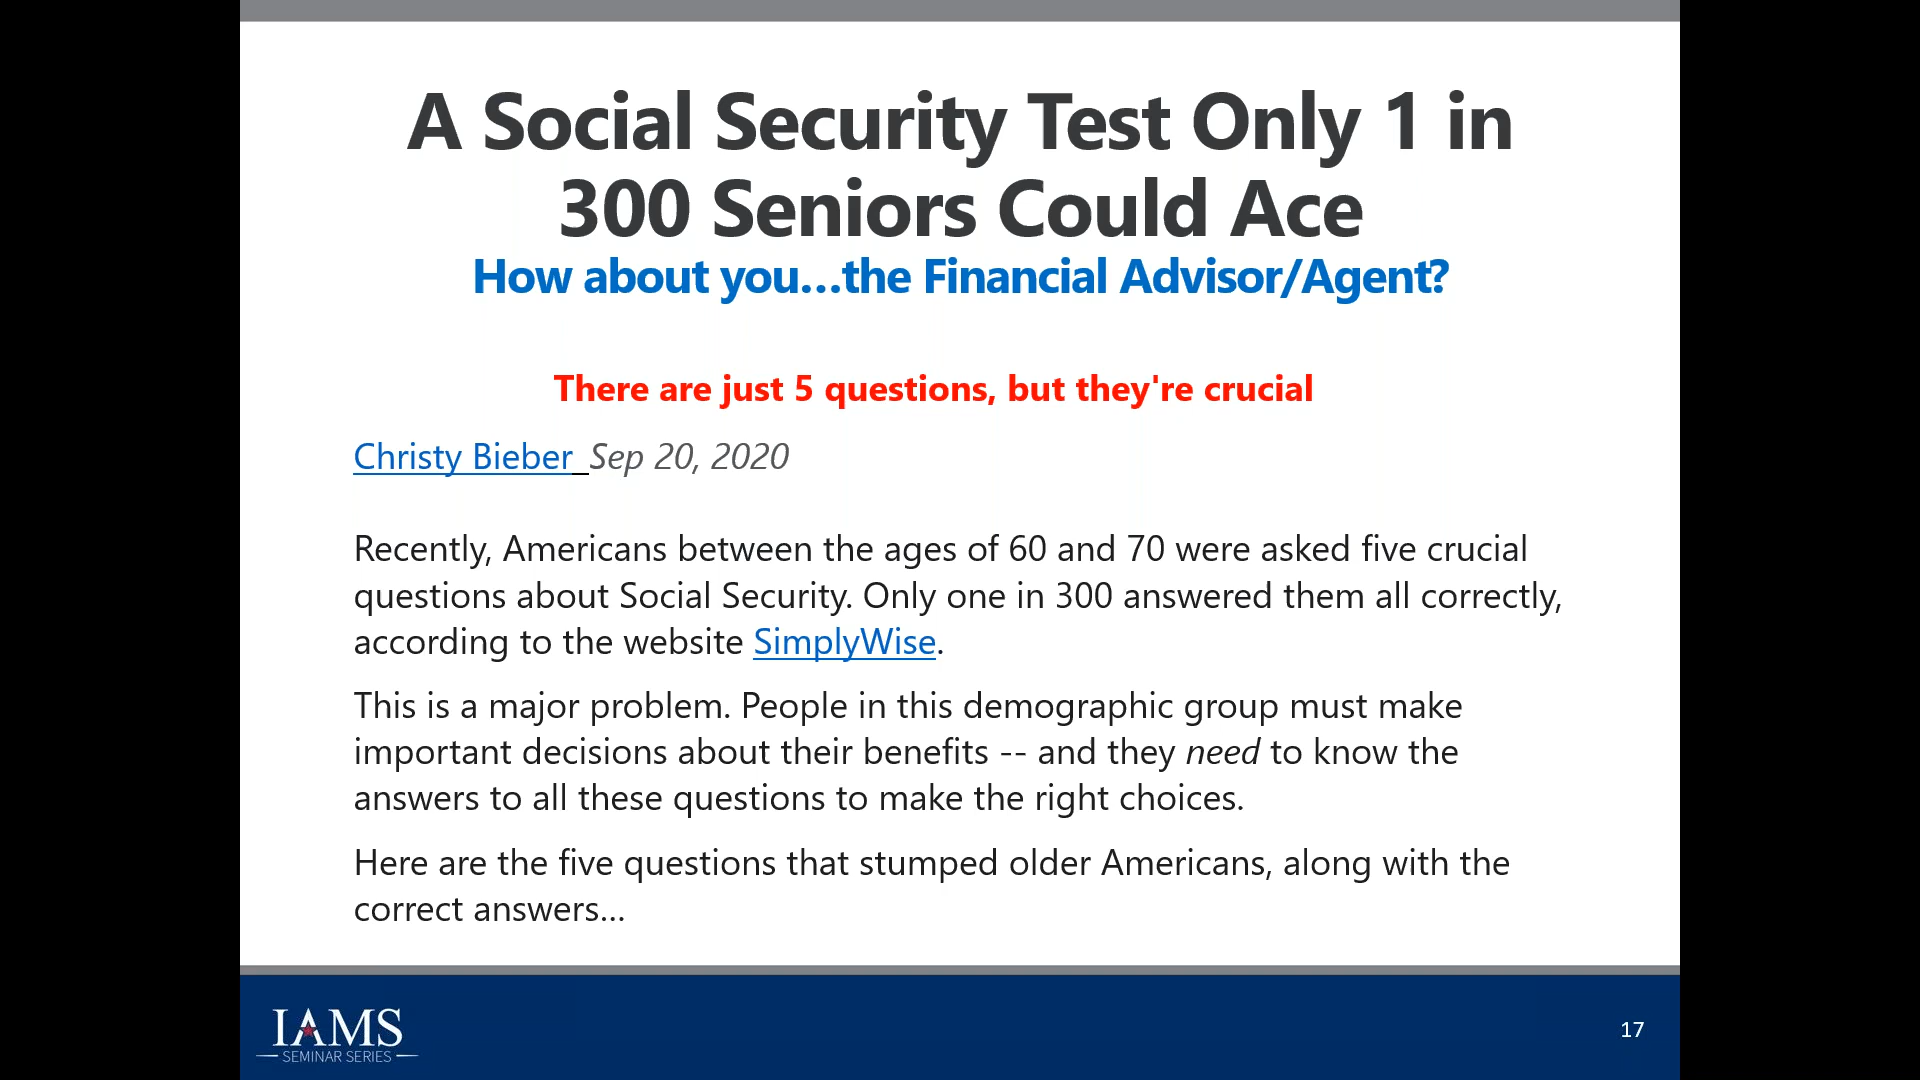 A Social Security Test Only 1 in
300 Seniors Could Ace
How about you...the Financial Advisor/Agent?
There are just 5 questions, but they're crucial
Christy Bieber Sep 20, 2020
Recently, Americans between the ages of 60 and 70 were asked five crucial
questions about Social Security. Only one in 300 answered them all correctly,
according to the website SimplyWise.
This is a major problem. People in this demographic group must make
important decisions about their benefits -- and they need to know the
answers to all these questions to make the right choices.
Here are the five questions that stumped older Americans, along with the
correct answers...
IAMS
SEMINAR SERIES
17